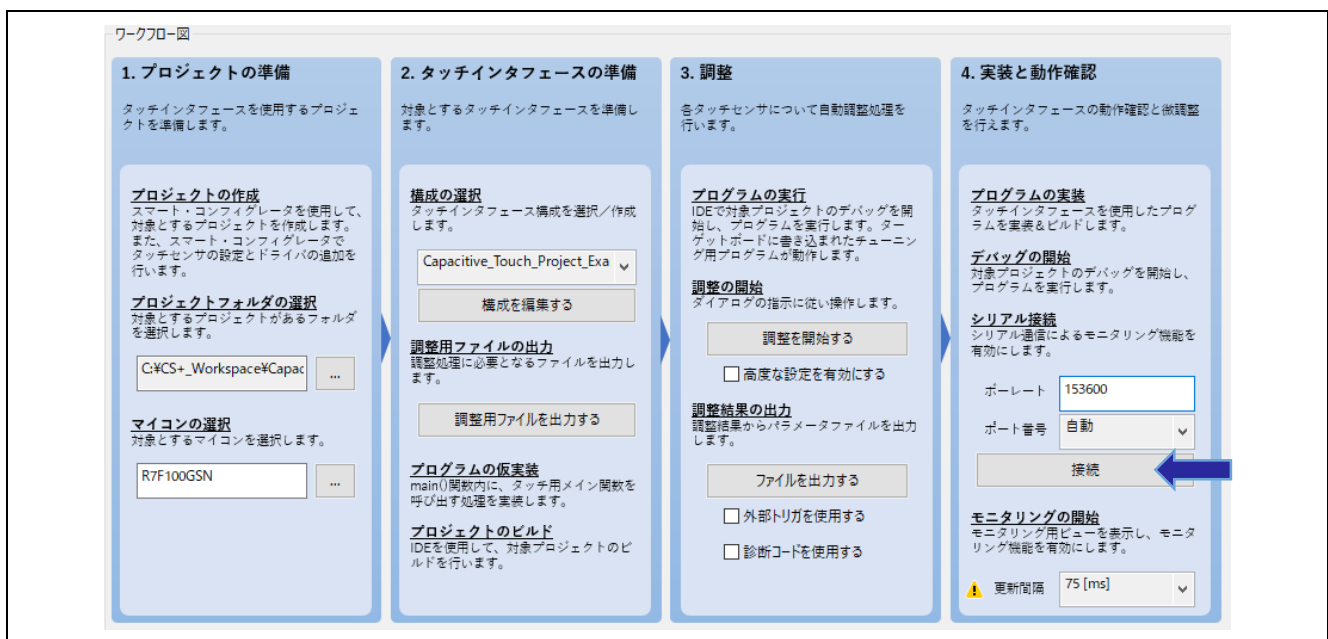 ワークフロー図
1. プロジェクトの準備
タッチインタフェースを使用するプロジェ
クトを準備します。
プロジェクトの作成
スマート・コンフィグレータを使用して、
対象とするプロジェクトを作成します。
また、スマート・コンフィグレータで
タッチセンサの設定とドライバの追加を
行います。
プロジェクトフォルダの選択
対象とするプロジェクトがあるフォルダ
を選択します。
C:¥CS+_Workspace¥Capac
...
マイコンの選択
対象とするマイコンを選択します。
R7F100GSN
...
2. タッチインタフェースの準備
対象とするタッチインタフェースを準備し
ます。
構成の選択
タッチインタフェース構成を選択／作成
します。
Capacitive_Touch_Project_Exa
構成を編集する
調整用ファイルの出力
調整処理に必要となるファイルを出力し
ます。
調整用ファイルを出力する
プログラムの仮実装
main()関数内に、タッチ用メイン関数を
呼び出す処理を実装します。
プロジェクトのビルド
IDEを使用して、対象プロジェクトのビ
ルドを行います。
3. 調整
各タッチセンサについて自動調整処理を
行います。
プログラムの実行
IDEで対象プロジェクトのデバッグを開
始し、プログラムを実行します。ター
ゲットボードに書き込まれたチューニン
グ用プログラムが動作します。
調整の開始
ダイアログの指示に従い操作します。
調整を開始する
高度な設定を有効にする
調整結果の出力
調整結果からパラメータファイルを出力
します。
ファイルを出力する
外部トリガを使用する
診断コードを使用する
4. 実装と動作確認
タッチインタフェースの動作確認と微調整
を行えます。
プログラムの実装
タッチインタフェースを使用したプログ
ラムを実装＆ビルドします。
デバッグの開始
対象プロジェクトのデバッグを開始し、
プログラムを実行します。
シリアル接続
シリアル通信によるモニタリング機能を
有効にします。
ボーレート 153600
ポート番号 自動
接続
モニタリングの開始
モニタリング用ビューを表示し、モニタ
リング機能を有効にします。
更新間隔 75 [ms]